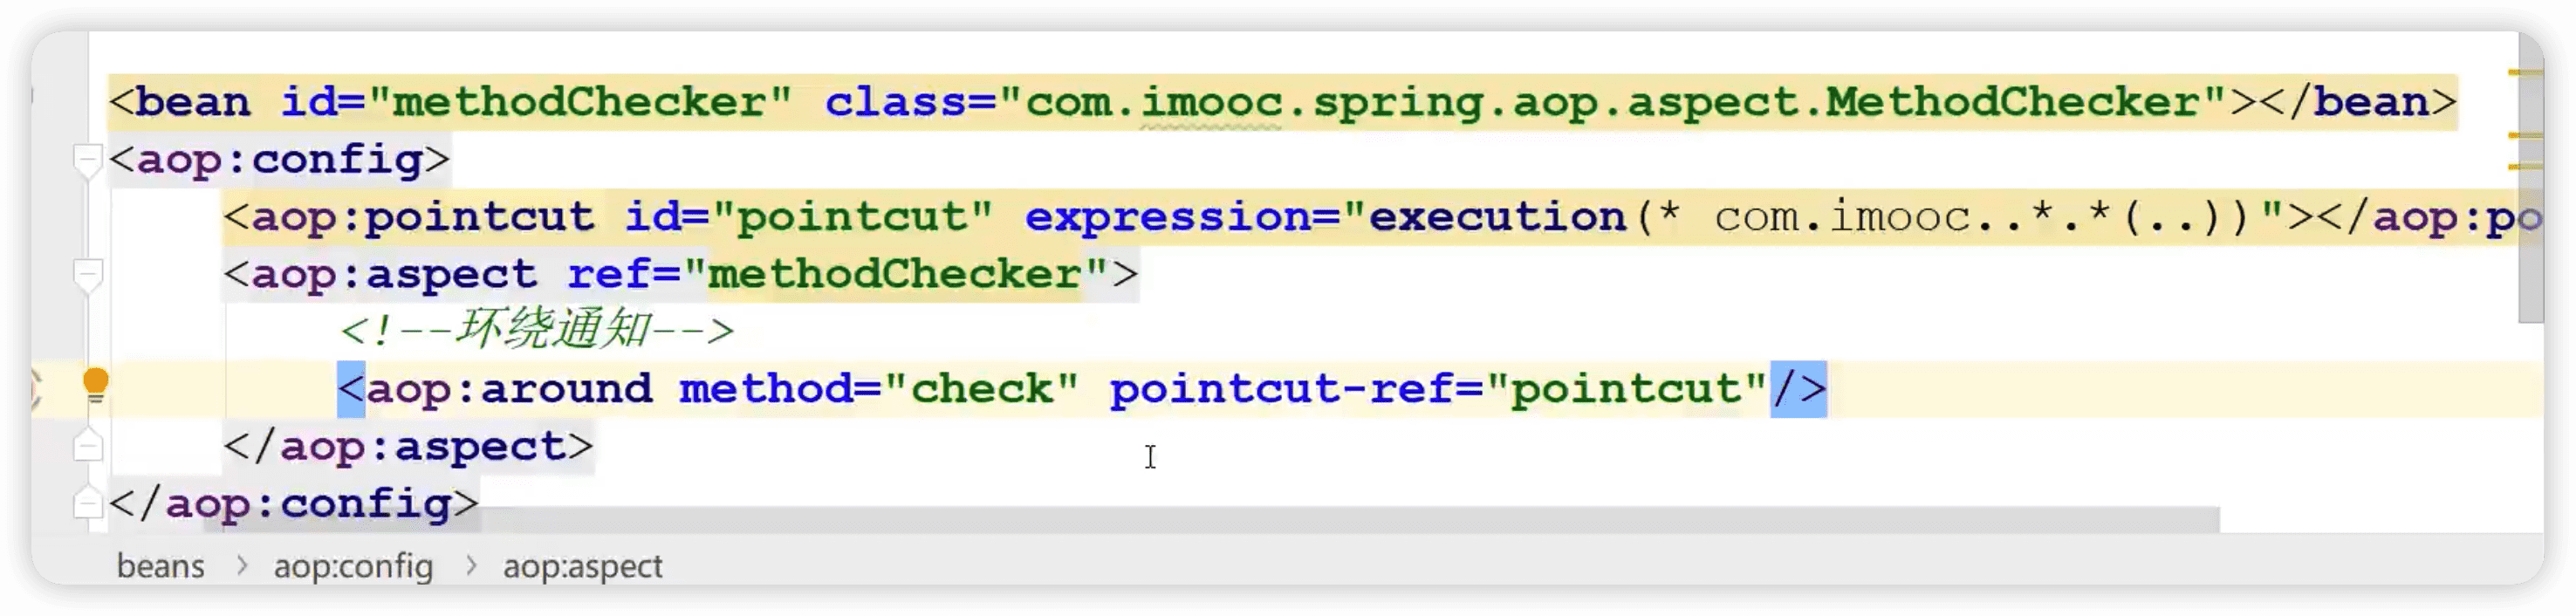 <bean id="methodChecker" class="com.imooc.spring.aop.aspect.MethodChecker"></bean>
<aop:config>
<aop:pointcut id="pointcut" expression="execution(* com.imooc..*.*(..))"></aop:po
<aop:aspect ref="methodChecker">
<!--环绕通知-->
<aop:around method="check" pointcut-ref="pointcut"/>
</aop:aspect>
</aop:config>
beans > aop:config > aop:aspect